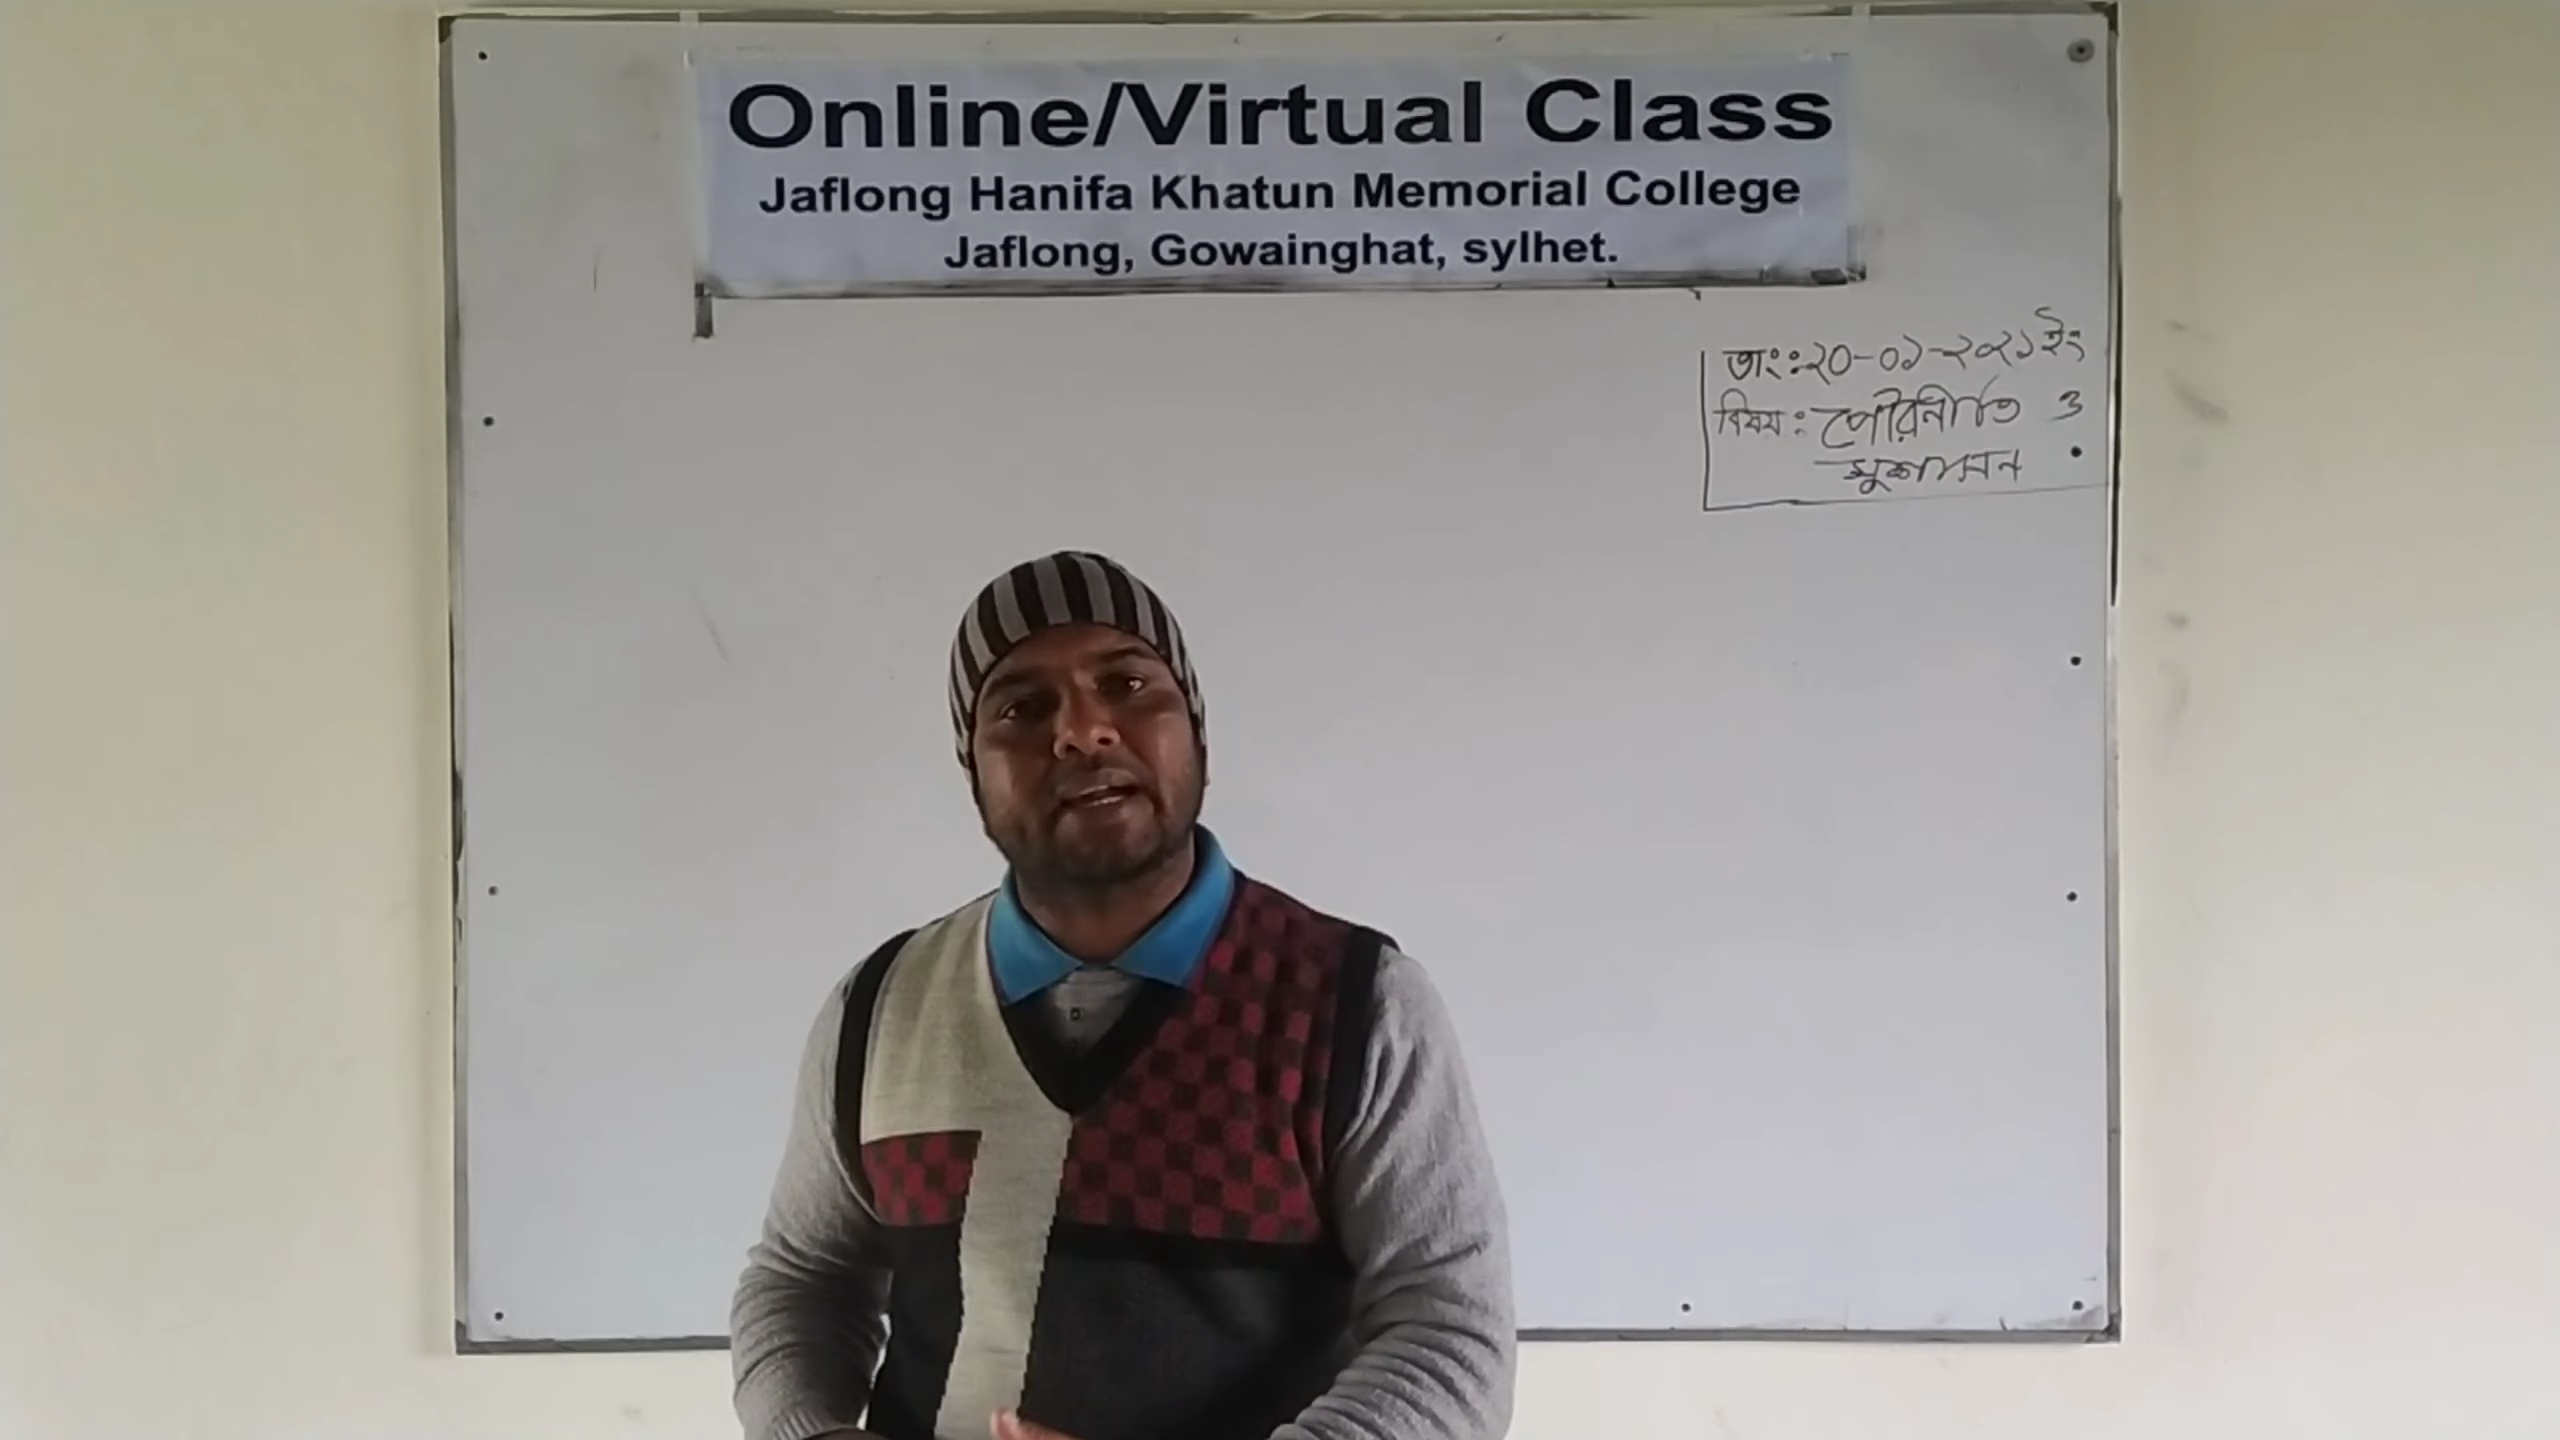 Online/Virtual Class
Jaflong Hanifa Khatun Memorial College
Jaflong, Gowainghat, sylhet.
তাং: ২০-০১-২০২১ইং
বিষয়: পৌরনীতি ও
সুশাসন